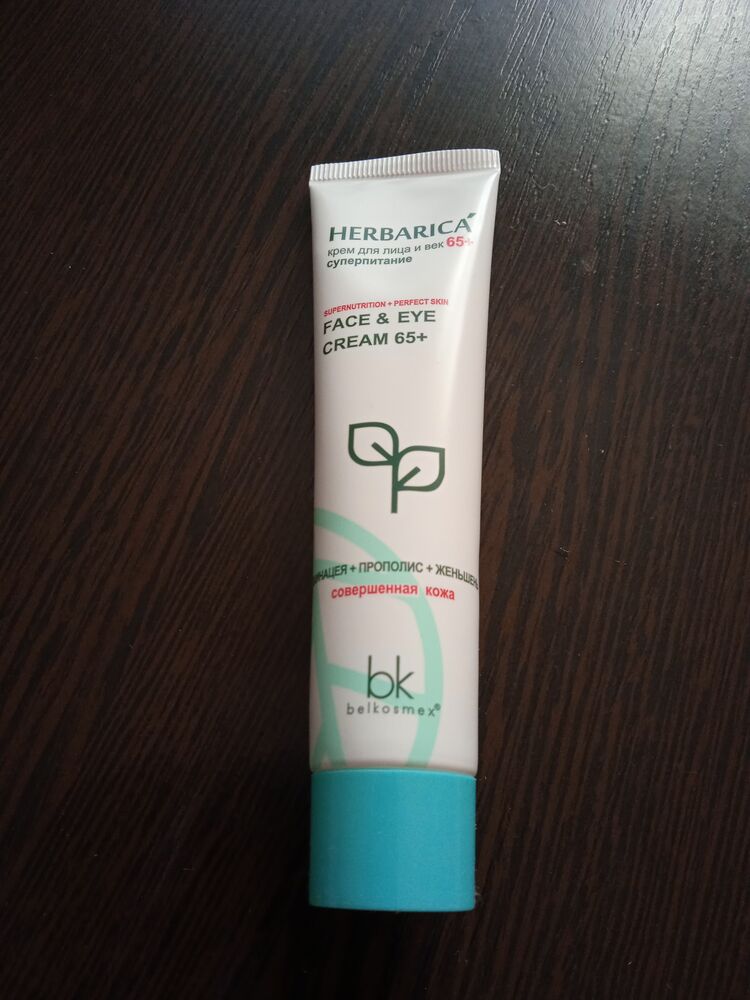 HERBARICA
крем для лица и век 65+
суперпитание
SUPERNUTRITION + PERFECT SKIN
FACE & EYE
CREAM 65+
+ ПРОПОЛИС + ЖЕНЬШЕНЬ
совершенная кожа
bk
belkosmex®